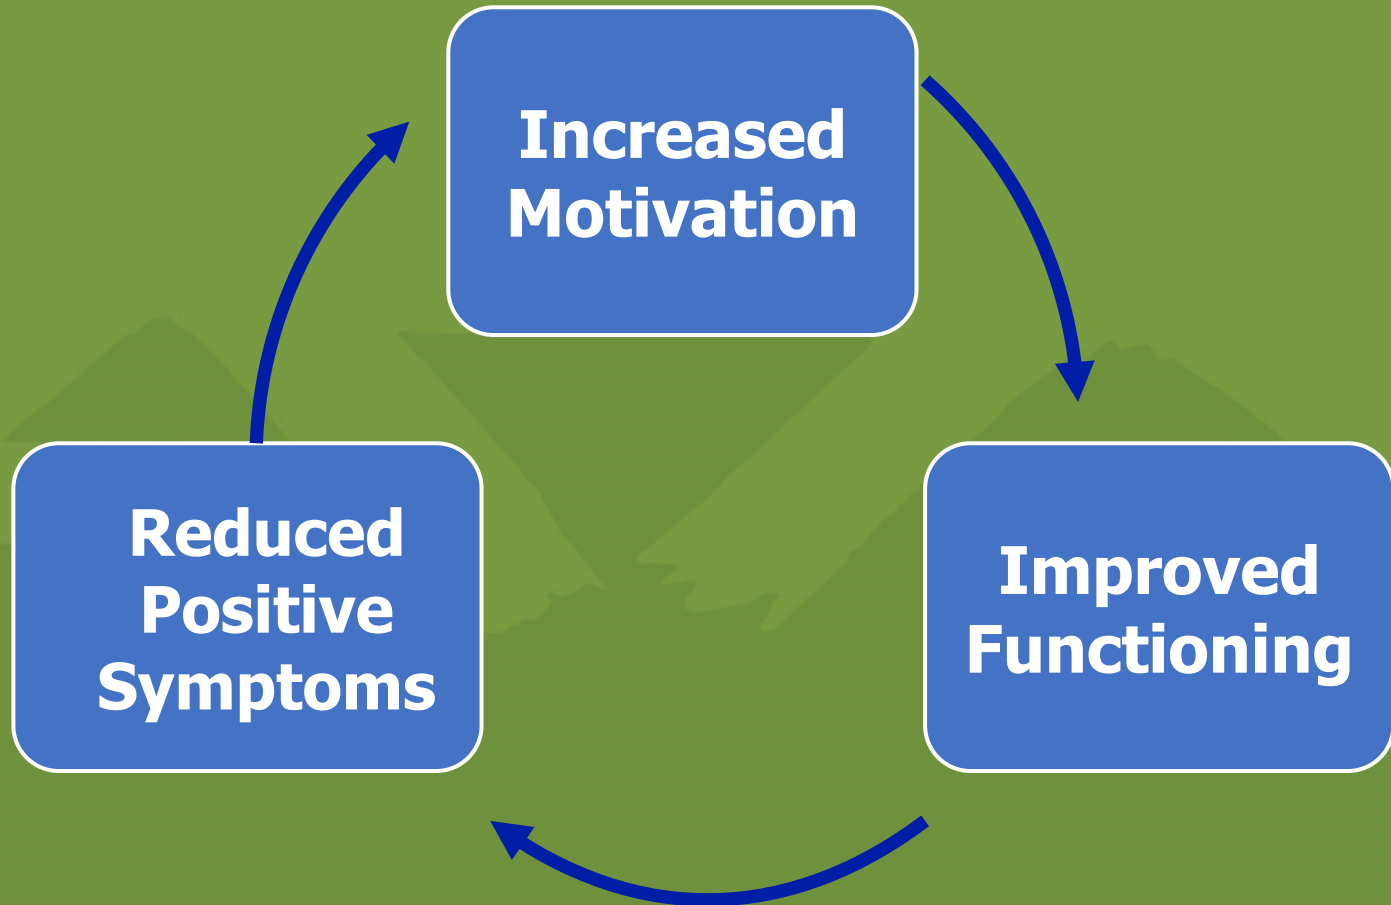 Increased
Motivation
Improved
Functioning
Reduced
Positive
Symptoms